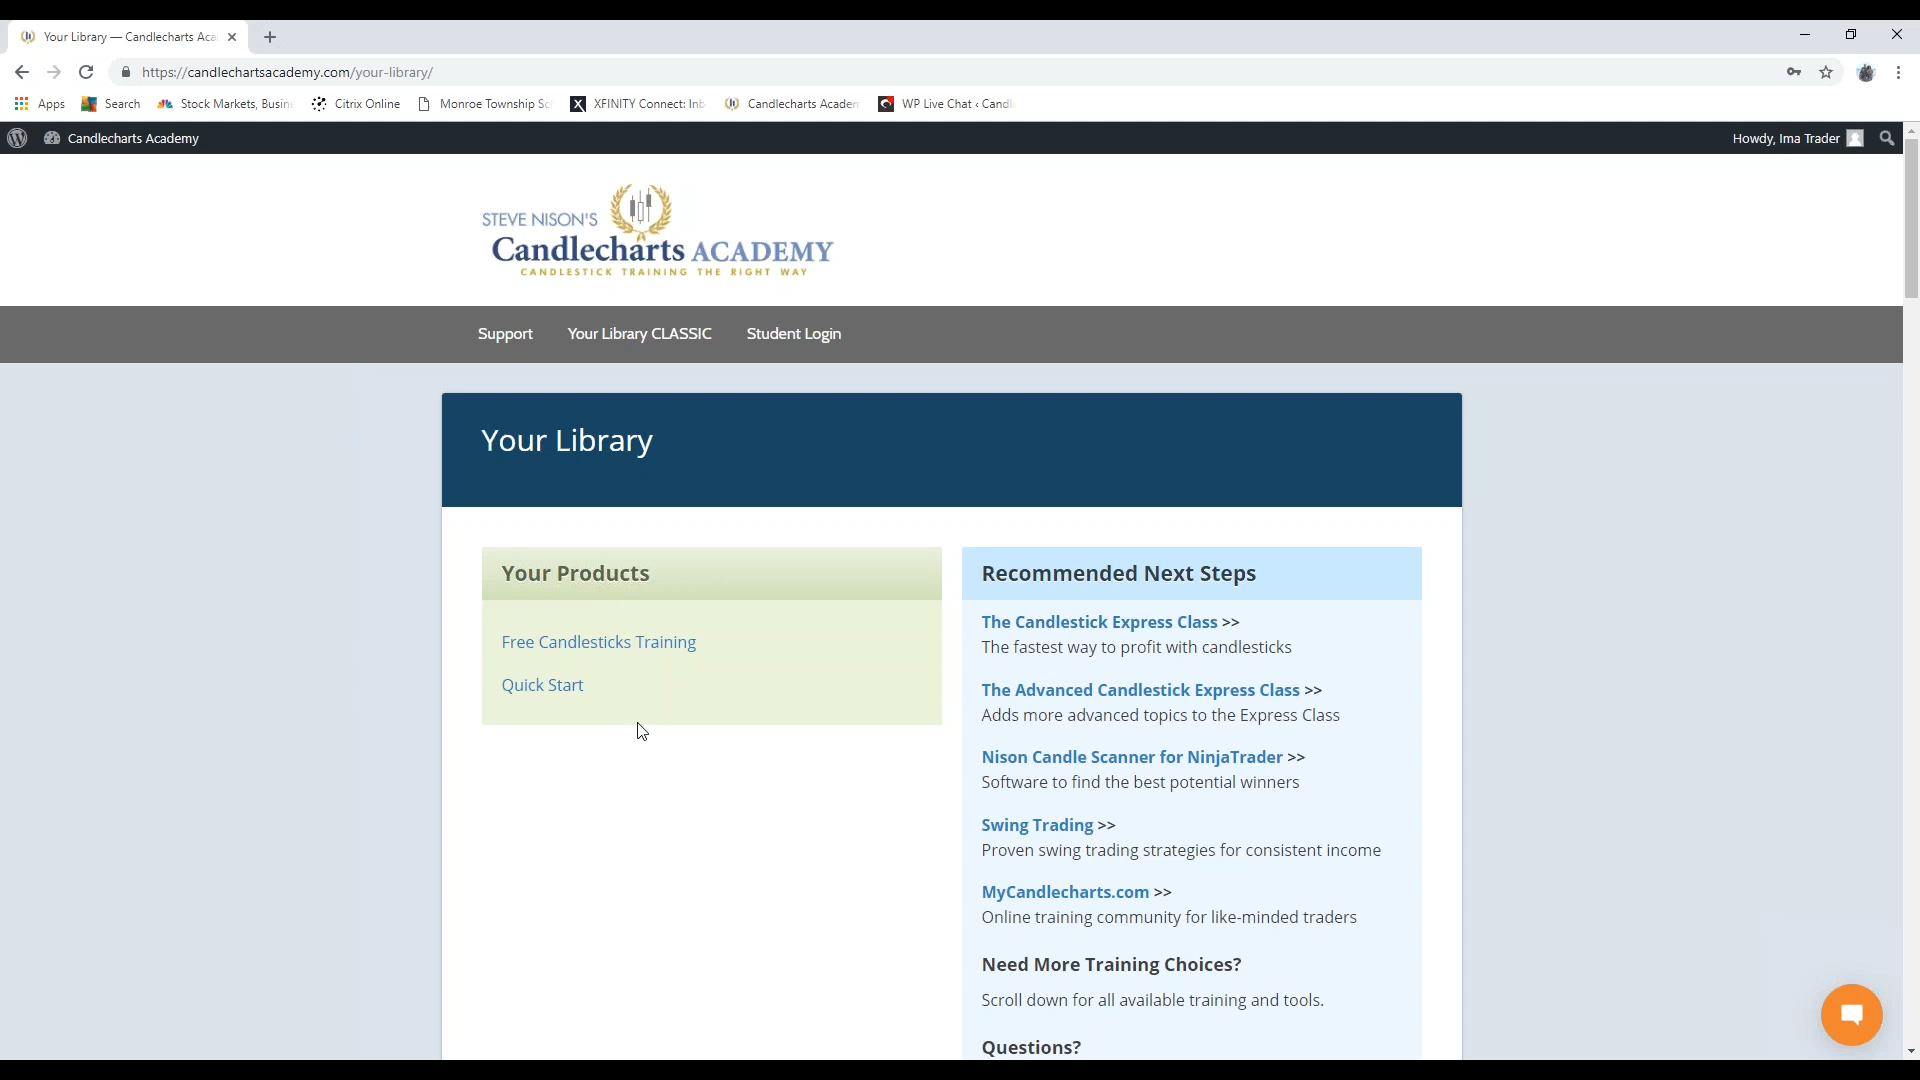 Your Library — Candlecharts Aca
https://candlechartsacademy.com/your-library/
Apps Search Stock Markets, Busin Citrix Online Monroe Township Sc XFINITY Connect: Inb Candlecharts Academ WP Live Chat ‹ Candl
Candlecharts Academy Howdy, Ima Trader
STEVE NISON'S
Candlecharts ACADEMY
CANDLESTICK TRAINING THE RIGHT WAY
Support Your Library CLASSIC Student Login
Your Library
Your Products
Free Candlesticks Training
Quick Start
Recommended Next Steps
The Candlestick Express Class >>
The fastest way to profit with candlesticks
The Advanced Candlestick Express Class >>
Adds more advanced topics to the Express Class
Nison Candle Scanner for NinjaTrader >>
Software to find the best potential winners
Swing Trading >>
Proven swing trading strategies for consistent income
MyCandlecharts.com >>
Online training community for like-minded traders
Need More Training Choices?
Scroll down for all available training and tools.
Questions?